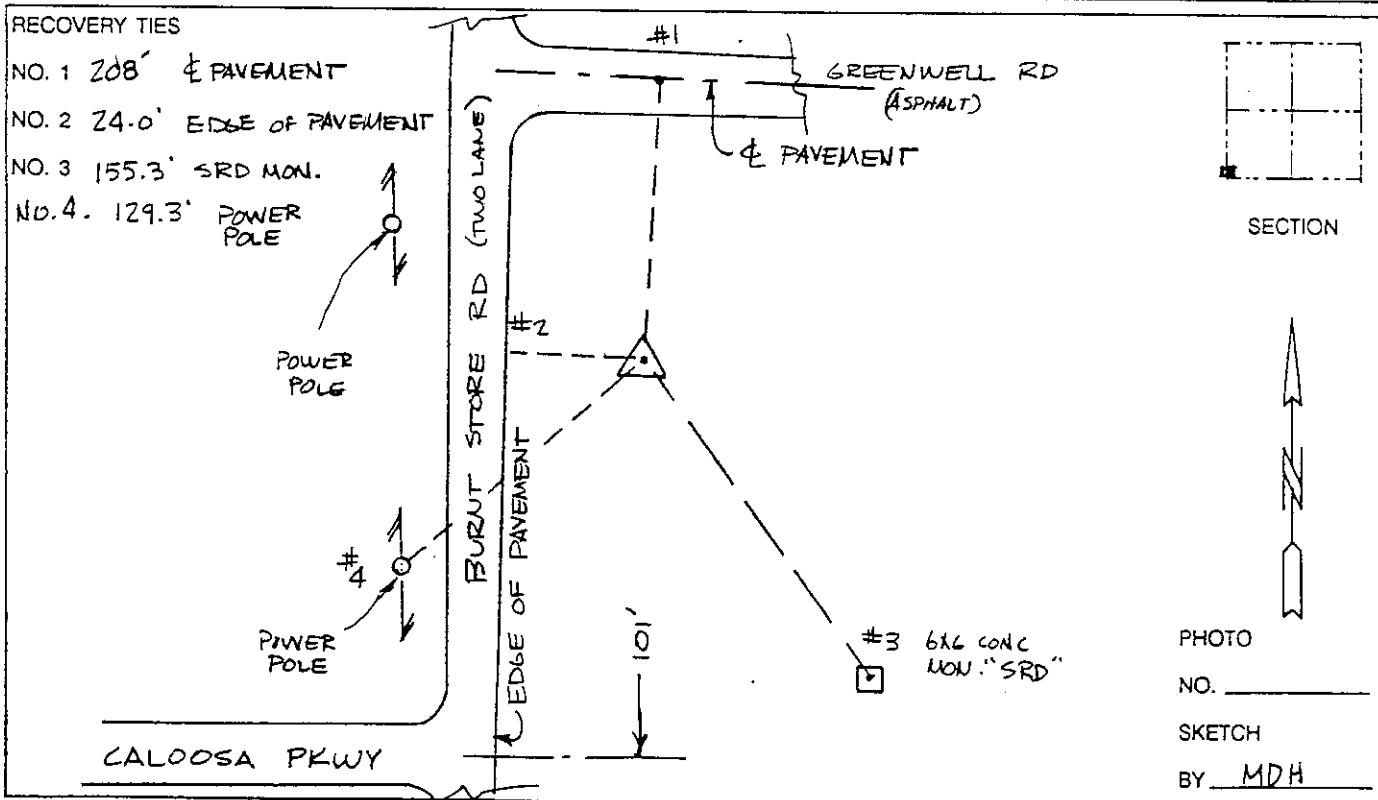 RECOVERY TIES
NO. 1 208' ℄ PAVEMENT
NO. 2 24.0' EDGE OF PAVEMENT
NO. 3 155.3' SRD MON.
NO. 4. 129.3' POWER
POLE
#1
GREENWELL RD
(ASPHALT)
℄ PAVEMENT
SECTION
BURNT STORE RD (TWO LANE)
#2
POWER
POLE
EDGE OF PAVEMENT
N
#4
POWER
POLE
101'
#3 6X6 CONC
MON. "SRD"
CALOOSA PKWY
PHOTO
NO.
SKETCH
BY MDH